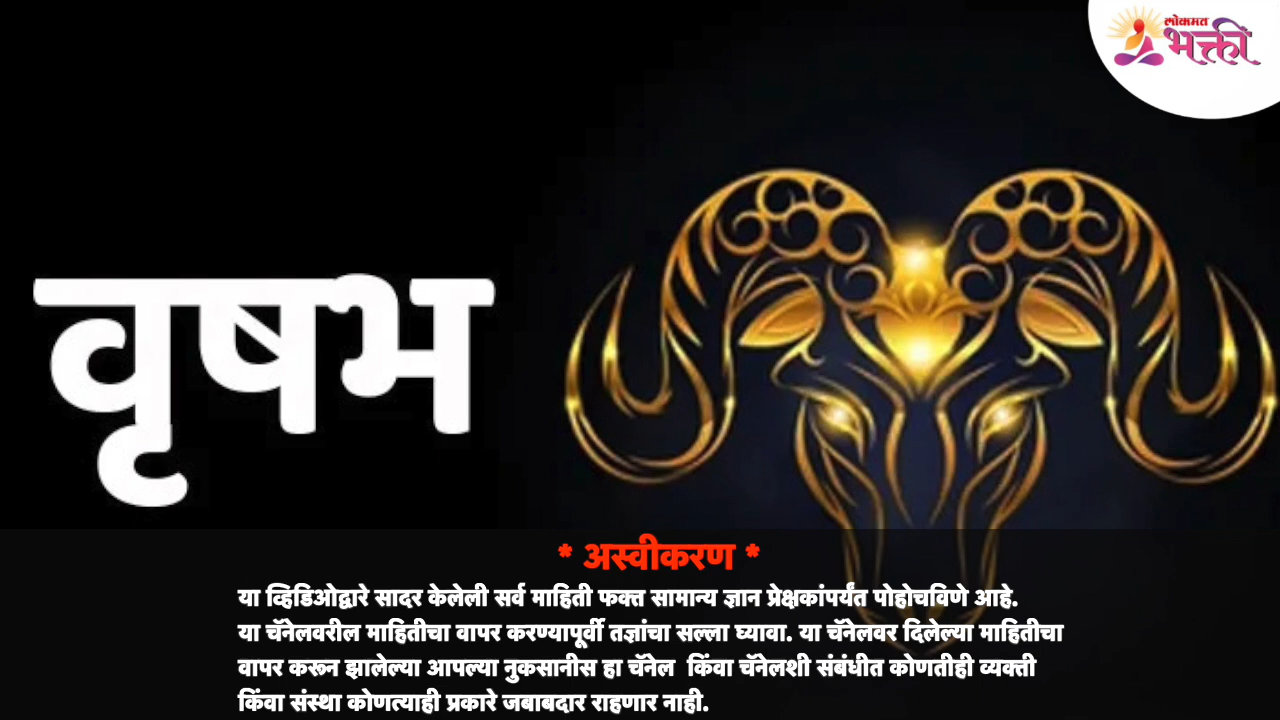 लोकमत
भक्ती
वृषभ
* अस्वीकरण *
या व्हिडिओद्वारे सादर केलेली सर्व माहिती फक्त सामान्य ज्ञान प्रेक्षकांपर्यंत पोहोचविणे आहे.
या चॅनेलवरील माहितीचा वापर करण्यापूर्वी तज्ञांचा सल्ला घ्यावा. या चॅनेलवर दिलेल्या माहितीचा
वापर करून झालेल्या आपल्या नुकसानीस हा चॅनेल किंवा चॅनेलशी संबंधीत कोणतीही व्यक्ती
किंवा संस्था कोणत्याही प्रकारे जबाबदार राहणार नाही.